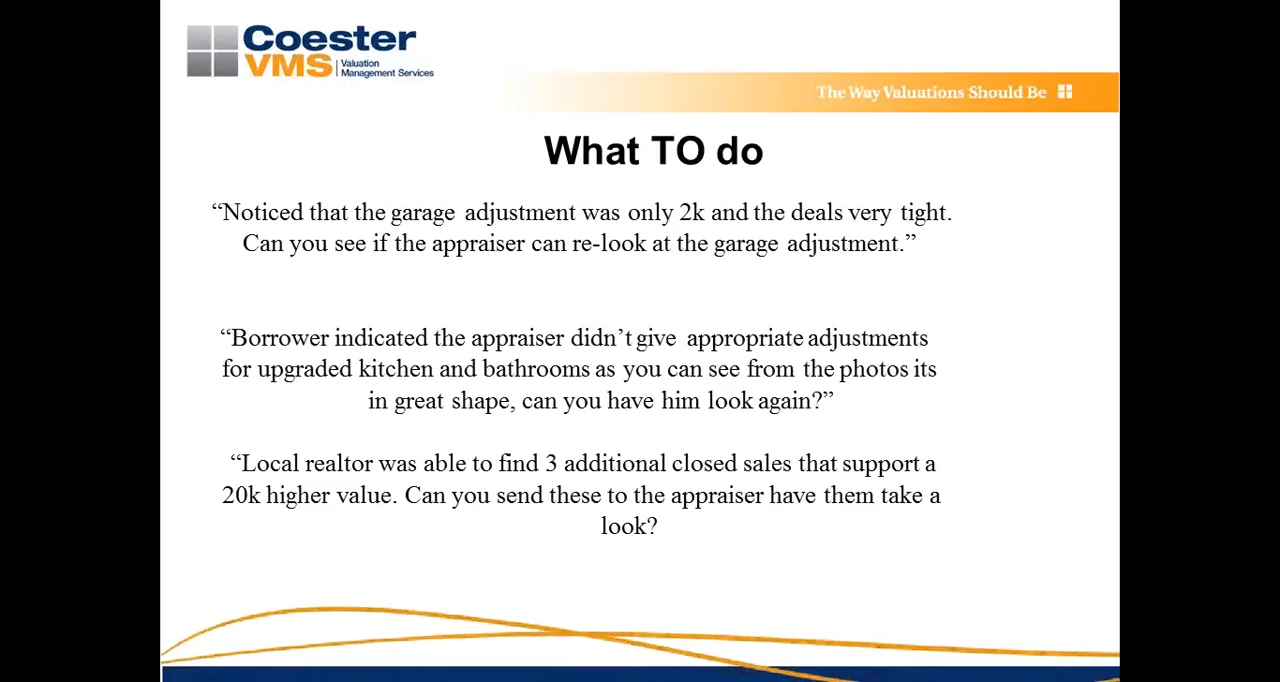 Coester
VMS
Valuation
Management Services
The Way Valuations Should Be
What TO do
“Noticed that the garage adjustment was only 2k and the deals very tight.
Can you see if the appraiser can re-look at the garage adjustment.”
“Borrower indicated the appraiser didn’t give appropriate adjustments
for upgraded kitchen and bathrooms as you can see from the photos its
in great shape, can you have him look again?”
“Local realtor was able to find 3 additional closed sales that support a
20k higher value. Can you send these to the appraiser have them take a
look?